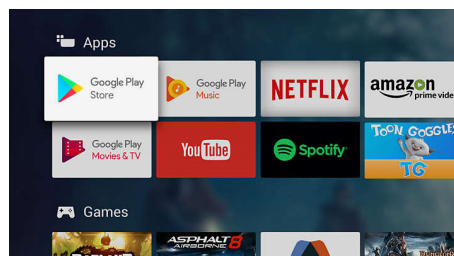 Apps
Google Play
Store
Google Play
Music
NETFLIX
amazon
prime vide
Google Play
Movies & TV
YouTube
Spotify
TOON GOGGLE
TG
Games
ASPHALT 8
AIRBORNE